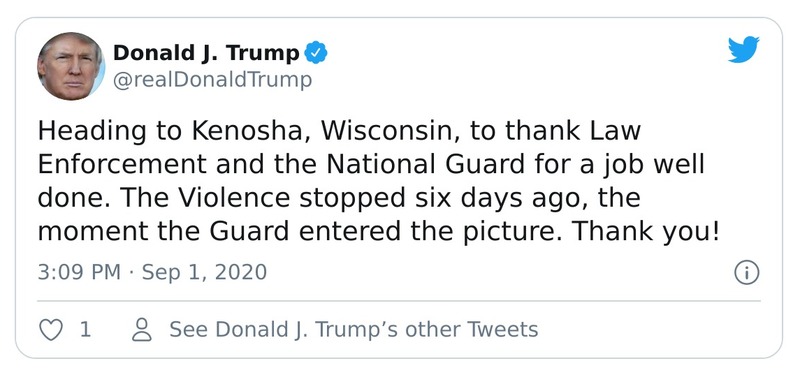 Donald J. Trump
@realDonaldTrump
Heading to Kenosha, Wisconsin, to thank Law
Enforcement and the National Guard for a job well
done. The Violence stopped six days ago, the
moment the Guard entered the picture. Thank you!
3:09 PM · Sep 1, 2020
1 See Donald J. Trump’s other Tweets